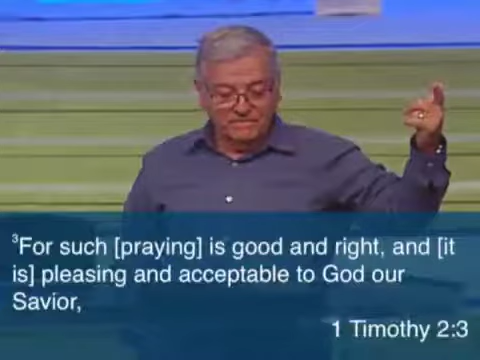 ³For such [praying] is good and right, and [it
is] pleasing and acceptable to God our
Savior,
1 Timothy 2:3